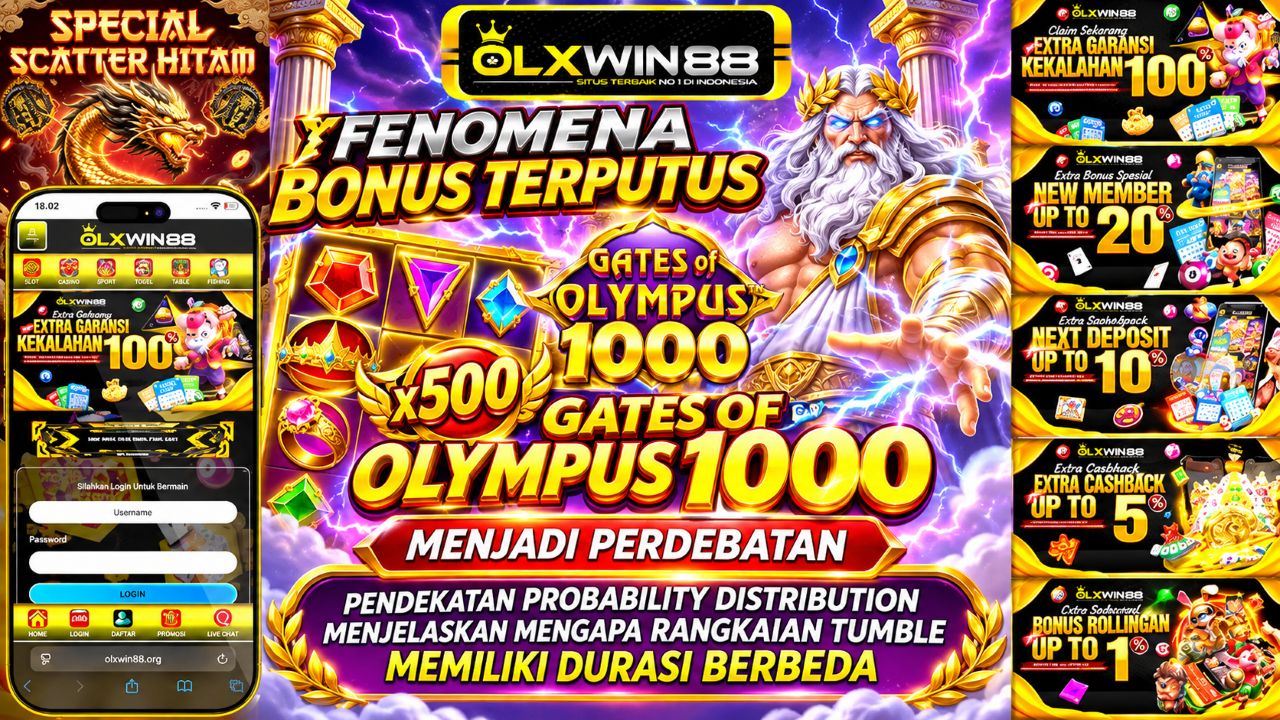 SPECIAL
SCATTER HITAM
18.02
OLXWIN88
SLOT
CASINO
SPORT
TOGEL
TABLE
FISHING
OLXWIN88
EXTRA GARANSI
KEKALAHAN 100%
Silahkan Login Untuk Bermain
Username
Password
LOGIN
HOME
LOGIN
DAFTAR
PROMOSI
LIVE CHAT
olxwin88.org
OLXWIN88
SITUS TERBAIK NO 1 DI INDONESIA
FENOMENA
BONUS TERPUTUS
GATES of
OLYMPUS™
1000
x500
GATES OF
OLYMPUS 1000
MENJADI PERDEBATAN
PENDEKATAN PROBABILITY DISTRIBUTION
MENJELASKAN MENGAPA RANGKAIAN TUMBLE
MEMILIKI DURASI BERBEDA
OLXWIN88
Claim Sekarang
EXTRA GARANSI
KEKALAHAN 100%
OLXWIN88
Extra Bonus Spesial
NEW MEMBER
UP TO 20%
OLXWIN88
NEXT DEPOSIT
UP TO 10%
OLXWIN88
Extra Cashback
EXTRA CASHBACK
UP TO 5%
OLXWIN88
BONUS ROLLINGAN
UP TO 1%